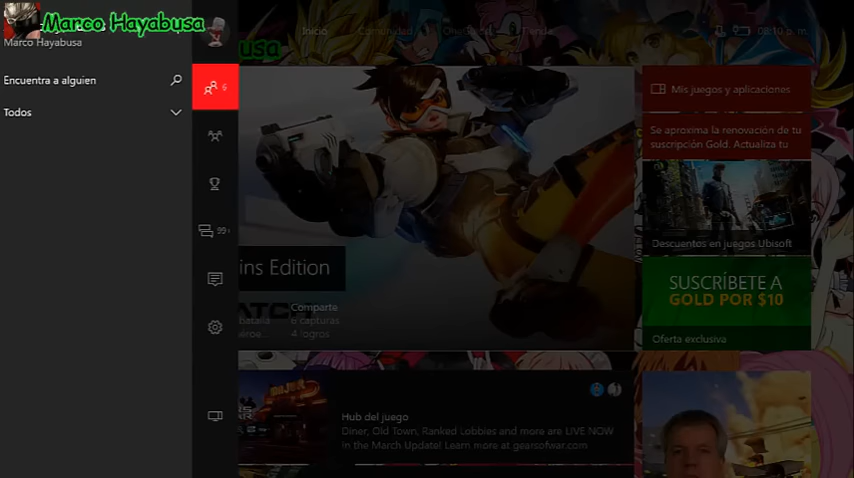 Marco Hayabusa
Marco Hayabusa
Encuentra a alguien
Todos
6
99+
usa
Inicio
Comunidad
OneGuide
Tienda
08:10 p. m.
Mis juegos y aplicaciones
Se aproxima la renovación de tu
suscripción Gold. Actualiza tu
Descuentos en juegos Ubisoft
SUSCRÍBETE A
GOLD POR $10
Oferta exclusiva
ins Edition
Comparte
6 capturas
4 logros
Hub del juego
Diner, Old Town, Ranked Lobbies and more are LIVE NOW
in the March Update! Learn more at gearsofwar.com